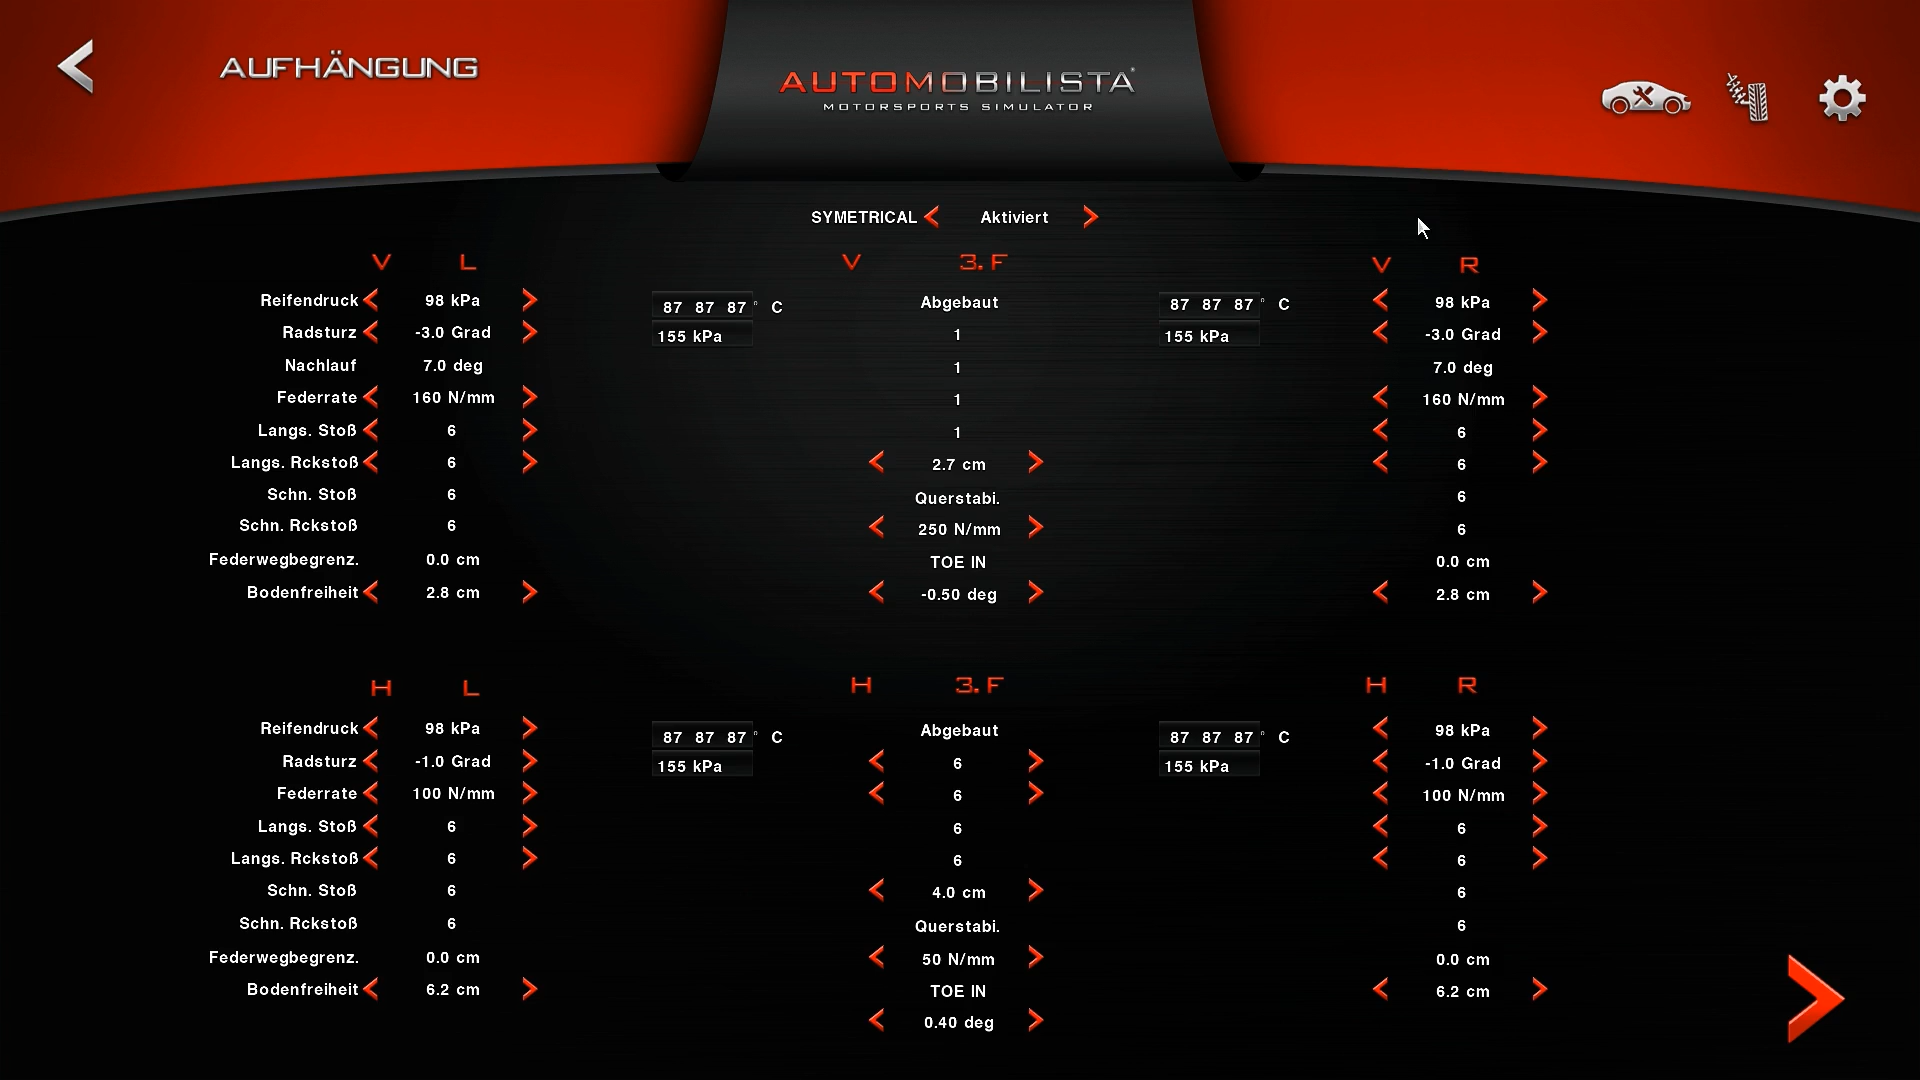 AUFHÄNGUNG
AUTOMOBILISTA
MOTORSPORTS SIMULATOR
SYMETRICAL Aktiviert
V L V 3. F V R
Reifendruck 98 kPa 87 87 87 ° C Abgebaut 87 87 87 ° C 98 kPa
Radsturz -3.0 Grad 155 kPa 1 155 kPa -3.0 Grad
Nachlauf 7.0 deg 1 7.0 deg
Federrate 160 N/mm 1 160 N/mm
Langs. Stoß 6 1 6
Langs. Rckstoß 6 2.7 cm 6
Schn. Stoß 6 Querstabi. 6
Schn. Rckstoß 6 250 N/mm 6
Federwegbegrenz. 0.0 cm TOE IN 0.0 cm
Bodenfreiheit 2.8 cm -0.50 deg 2.8 cm
H L H 3. F H R
Reifendruck 98 kPa 87 87 87 ° C Abgebaut 87 87 87 ° C 98 kPa
Radsturz -1.0 Grad 155 kPa 6 155 kPa -1.0 Grad
Federrate 100 N/mm 6 100 N/mm
Langs. Stoß 6 6 6
Langs. Rckstoß 6 6 6
Schn. Stoß 6 4.0 cm 6
Schn. Rckstoß 6 Querstabi. 6
Federwegbegrenz. 0.0 cm 50 N/mm 0.0 cm
Bodenfreiheit 6.2 cm TOE IN 6.2 cm
0.40 deg